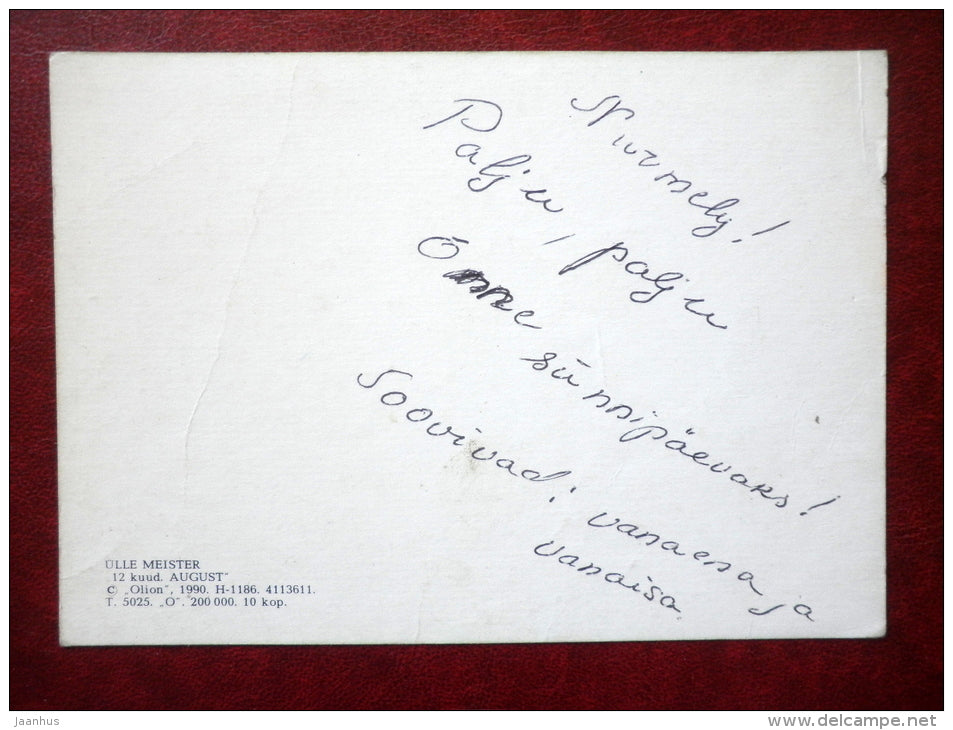 Nurmely!
Palju, palju
Õnne sünnipäevaks!
Soovivad; vanaema ja
vanaisa.
ÜLLE MEISTER
„12 kuud. AUGUST"
© „Olion", 1990. H-1186. 4113611.
T. 5025. „O". 200 000. 10 kop.
jaanhus
www.delcampe.net